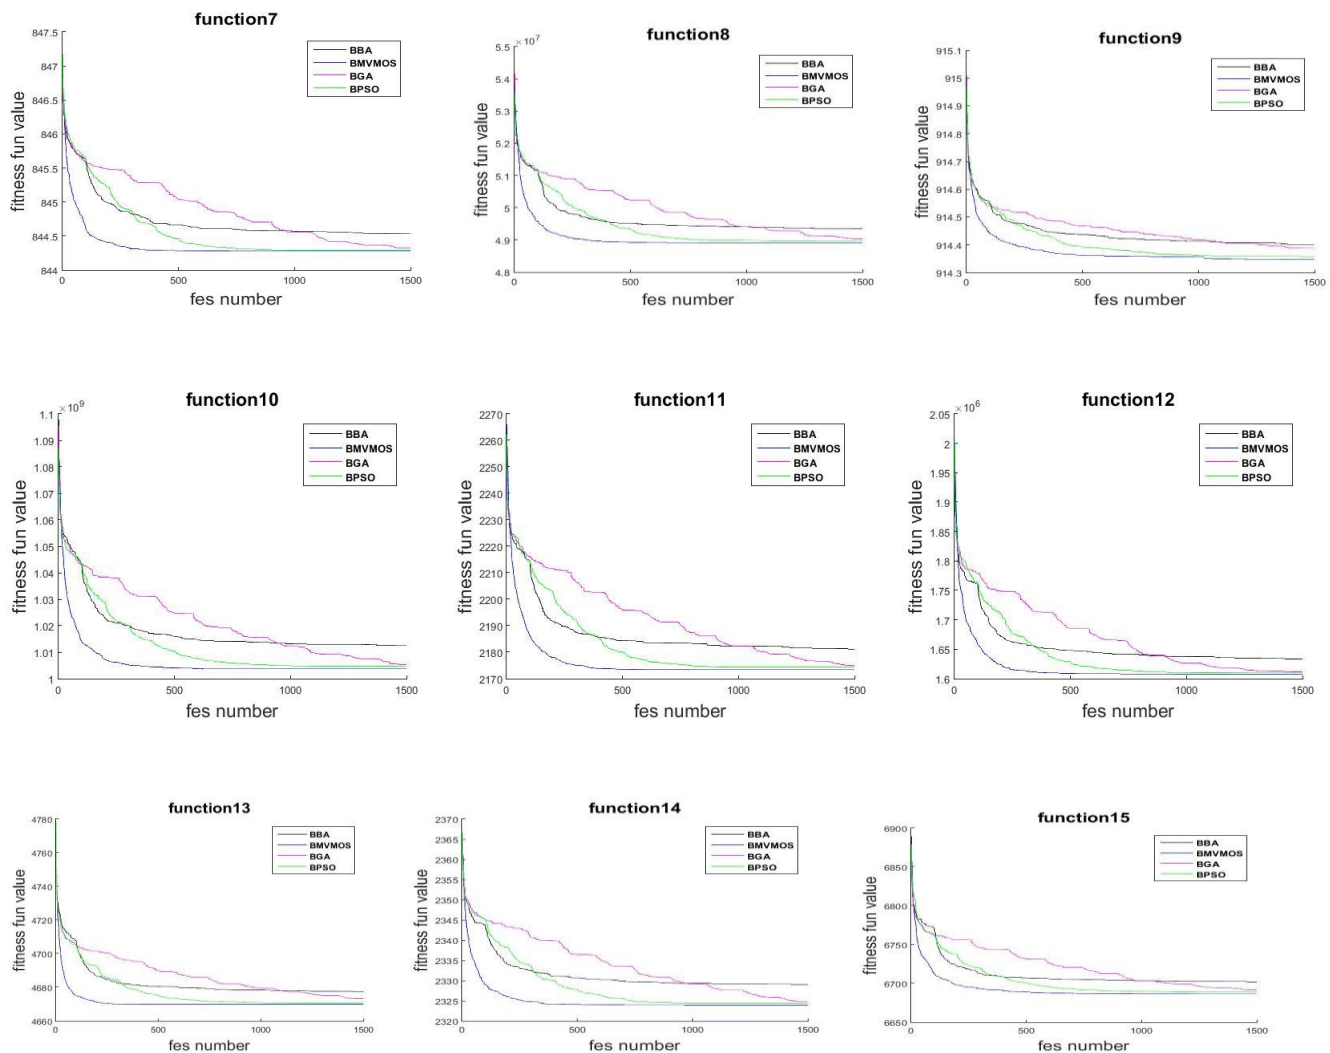 function7
847.5
847
846.5
846
845.5
845
844.5
844
fitness fun value
0
500
1000
1500
fes number
BBA
BMVMOS
BGA
BPSO
function8
×10^7
5.5
5.4
5.3
5.2
5.1
5
4.9
4.8
fitness fun value
0
500
1000
1500
fes number
BBA
BMVMOS
BGA
BPSO
function9
915.1
915
914.9
914.8
914.7
914.6
914.5
914.4
914.3
fitness fun value
0
500
1000
1500
fes number
BBA
BMVMOS
BGA
BPSO
function10
×10^9
1.1
1.09
1.08
1.07
1.06
1.05
1.04
1.03
1.02
1.01
1
fitness fun value
0
500
1000
1500
fes number
BBA
BMVMOS
BGA
BPSO
function11
2270
2260
2250
2240
2230
2220
2210
2200
2190
2180
2170
fitness fun value
0
500
1000
1500
fes number
BBA
BMVMOS
BGA
BPSO
function12
×10^6
2.05
2
1.95
1.9
1.85
1.8
1.75
1.7
1.65
1.6
fitness fun value
0
500
1000
1500
fes number
BBA
BMVMOS
BGA
BPSO
function13
4780
4760
4740
4720
4700
4680
4660
fitness fun value
0
500
1000
1500
fes number
BBA
BMVMOS
BGA
BPSO
function14
2370
2365
2360
2355
2350
2345
2340
2335
2330
2325
2320
fitness fun value
0
500
1000
1500
fes number
BBA
BMVMOS
BGA
BPSO
function15
6900
6850
6800
6750
6700
6650
fitness fun value
0
500
1000
1500
fes number
BBA
BMVMOS
BGA
BPSO